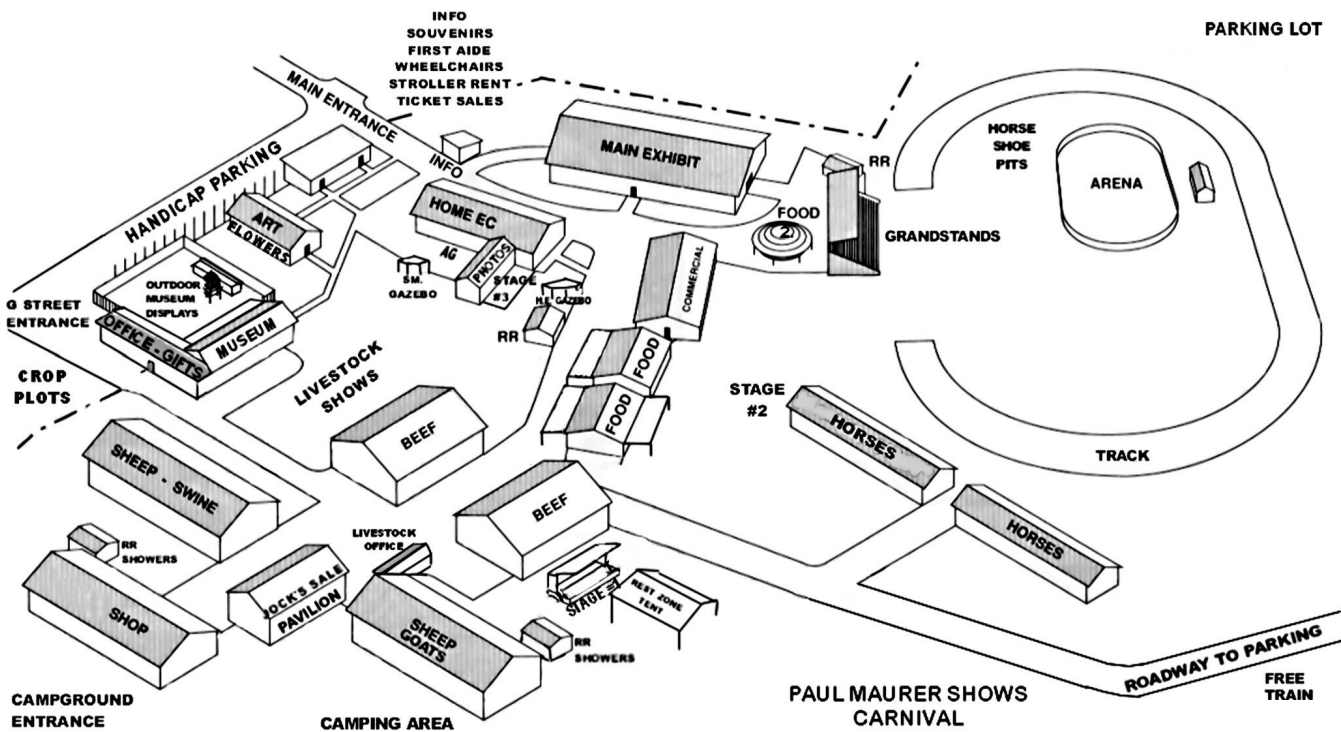 INFO
SOUVENIRS
FIRST AIDE
WHEELCHAIRS
STROLLER RENT
TICKET SALES
PARKING LOT
MAIN ENTRANCE
INFO
HANDICAP PARKING
MAIN EXHIBIT
RR
HORSE
SHOE
PITS
ARENA
ART
FLOWERS
HOME EC
AG
PHOTOS
STAGE
#3
SM.
GAZEBO
H.E. GAZEBO
FOOD
2.
GRANDSTANDS
COMMERCIAL
OUTDOOR
MUSEUM
DISPLAYS
G STREET
ENTRANCE
OFFICE - GIFTS
MUSEUM
RR
FOOD
FOOD
CROP
PLOTS
LIVESTOCK
SHOWS
BEEF
STAGE
#2
HORSES
TRACK
SHEEP - SWINE
BEEF
HORSES
RR
SHOWERS
LIVESTOCK
OFFICE
SHOP
JOCK'S SALE
PAVILION
SHEEP
GOATS
STAGE
REST ZONE
TENT
RR
SHOWERS
ROADWAY TO PARKING
FREE
TRAIN
PAUL MAURER SHOWS
CARNIVAL
CAMPGROUND
ENTRANCE
CAMPING AREA